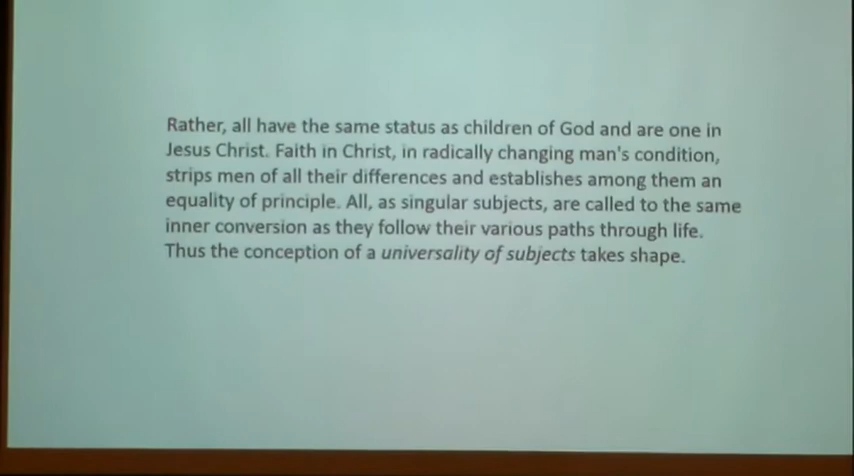 Rather, all have the same status as children of God and are one in
Jesus Christ. Faith in Christ, in radically changing man's condition,
strips men of all their differences and establishes among them an
equality of principle. All, as singular subjects, are called to the same
inner conversion as they follow their various paths through life.
Thus the conception of a universality of subjects takes shape.